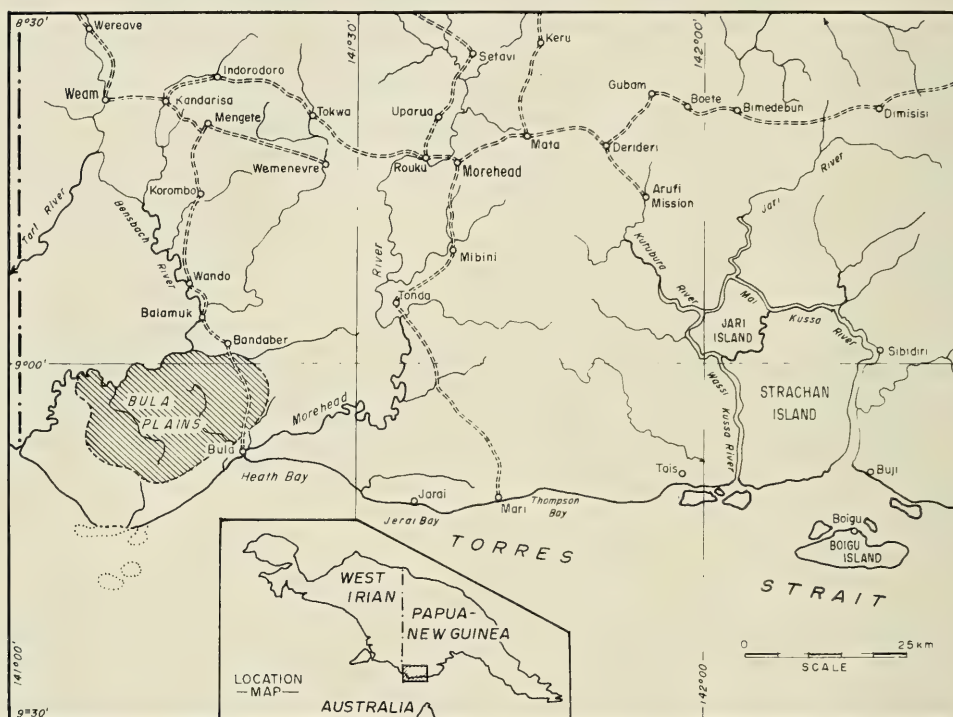 8°30'
141°30'
142°00'
Wereave
Keru
Setavi
Indorodoro
Weam
Kandarisa
Gubam
Boete
Bimedebun
Dimisisi
Mengete
Tokwa
Uparua
Mata
Derideri
Wemenevre
Rouku
Morehead
Korombo
Arufi
Mission
Tarl River
Bensbach
River
Jari
River
Mibini
River
Kuruburu
River
Wando
Tonda
Mai
Kussa
River
Balamuk
JARI
ISLAND
Bandaber
9°00'
Sibidiri
BULA
PLAINS
Morehead
Wassi
Kussa River
STRACHAN
ISLAND
Bula
Heath Bay
Tais
Buji
Jarai
Mari
Thompson
Bay
Jerai Bay
TORRES
Boigu
BOIGU
ISLAND
STRAIT
WEST
IRIAN
PAPUA-
NEW GUINEA
0 25 KM
SCALE
LOCATION
— MAP —
AUSTRALIA
141°00'
142°00'
9°30'